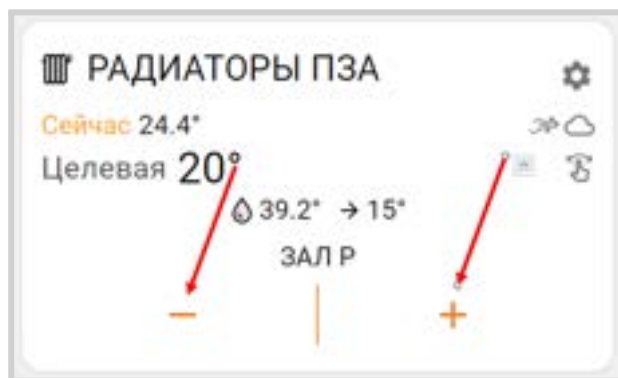 РАДИАТОРЫ ПЗА
Сейчас 24.4°
Целевая 20°
39.2° → 15°
ЗАЛ Р
− | +